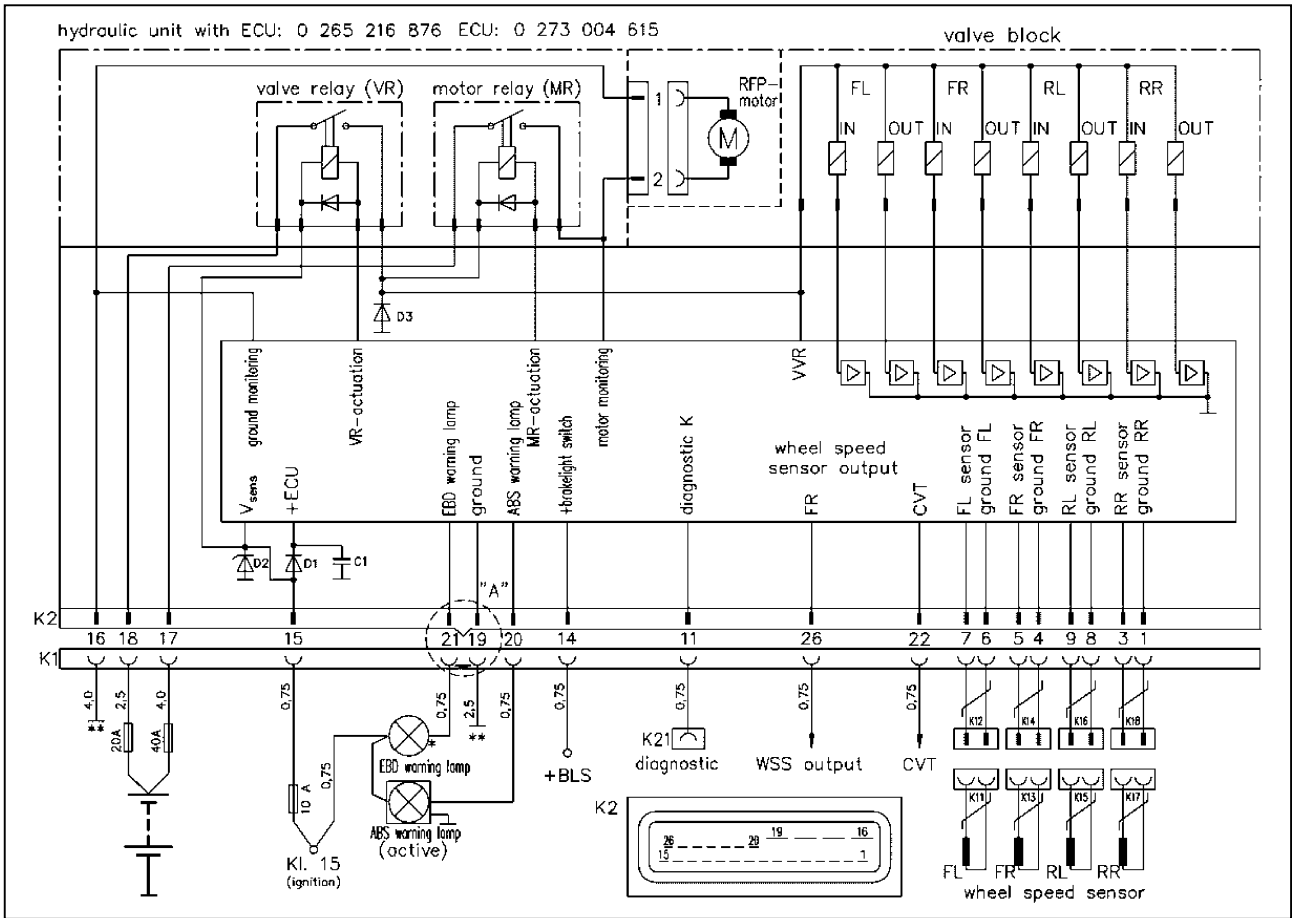 hydraulic unit with ECU: 0 265 216 876 ECU: 0 273 004 615
valve block
valve relay (VR)
motor relay (MR)
RFP-
motor
1
2
M
FL
FR
RL
RR
IN
OUT
IN
OUT
IN
OUT
IN
OUT
D3
ground monitoring
VR-actuation
MR-actuation
motor monitoring
VVR
Vsens
+ECU
EBD warning lamp
ground
ABS warning lamp
+brakelight switch
diagnostic K
wheel speed
sensor output
FR
CVT
FL sensor
ground FL
FR sensor
ground FR
RL sensor
ground RL
RR sensor
ground RR
D2
D1
C1
"A"
K2
16 18 17 15 21 19 20 14 11 26 22 7 6 5 4 9 8 3 1
K1
4,0
2,5
4,0
0,75
0,75
2,5
0,75
0,75
0,75
0,75
0,75
**
20A
40A
10 A
0,75
*
**
EBD warning lamp
ABS warning lamp
(active)
Kl. 15
(ignition)
+BLS
K21
diagnostic
WSS output
CVT
K12
K14
K16
K18
K11
K13
K15
K17
FL
FR
RL
RR
wheel speed sensor
K2
19 16
26 20
15 1